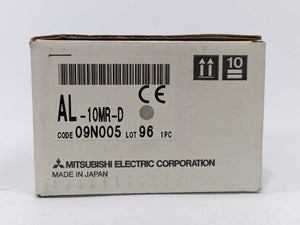 10
CE
AL-10MR-D
CODE 09N005 LOT 96 1PC
MITSUBISHI ELECTRIC CORPORATION
MADE IN JAPAN